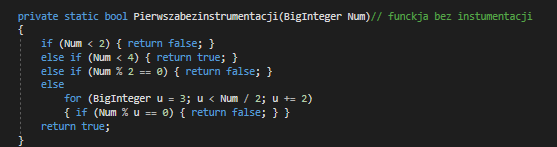 private static bool Pierwszabezinstrumentacji(BigInteger Num)// funckja bez instumentacji
{
if (Num < 2) { return false; }
else if (Num < 4) { return true; }
else if (Num % 2 == 0) { return false; }
else
for (BigInteger u = 3; u < Num / 2; u += 2)
{ if (Num % u == 0) { return false; } }
return true;
}